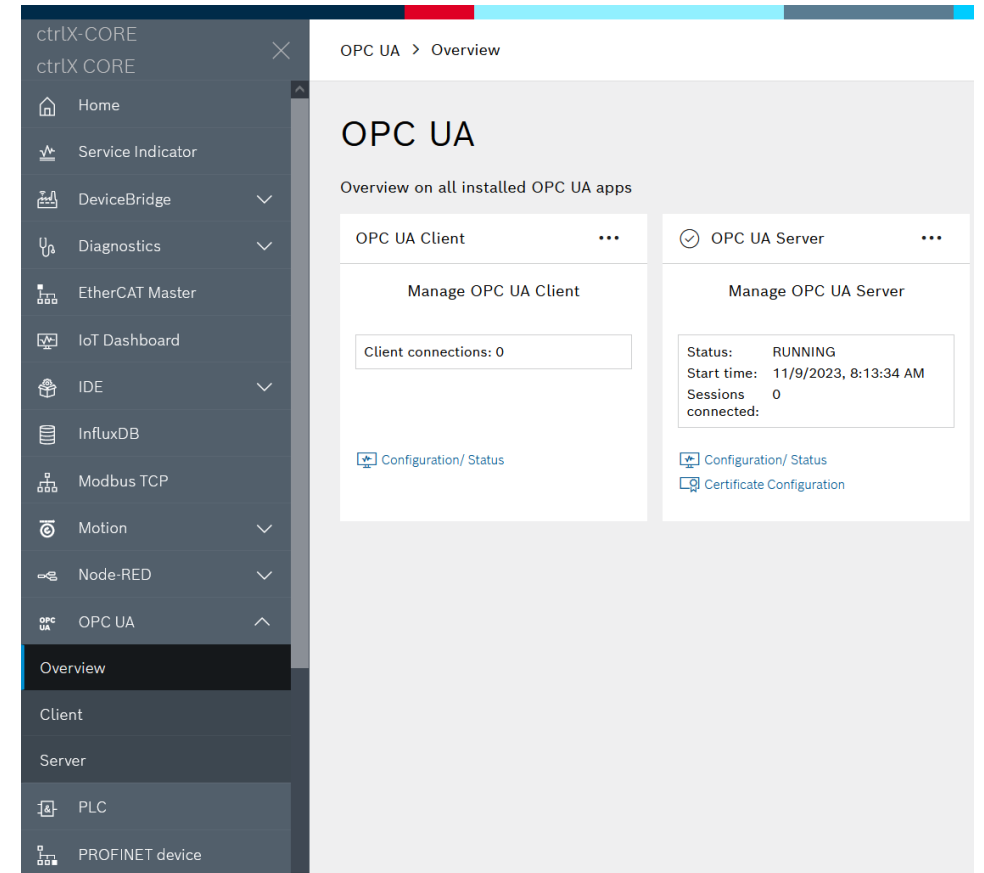 ctrlX-CORE
ctrlX CORE
Home
Service Indicator
DeviceBridge
Diagnostics
EtherCAT Master
IoT Dashboard
IDE
InfluxDB
Modbus TCP
Motion
Node-RED
OPC UA
OPC UA
Overview
Client
Server
PLC
PROFINET device
OPC UA > Overview
OPC UA
Overview on all installed OPC UA apps
OPC UA Client ...
Manage OPC UA Client
Client connections: 0
Configuration/ Status
OPC UA Server ...
Manage OPC UA Server
Status: RUNNING
Start time: 11/9/2023, 8:13:34 AM
Sessions 0
connected:
Configuration/ Status
Certificate Configuration